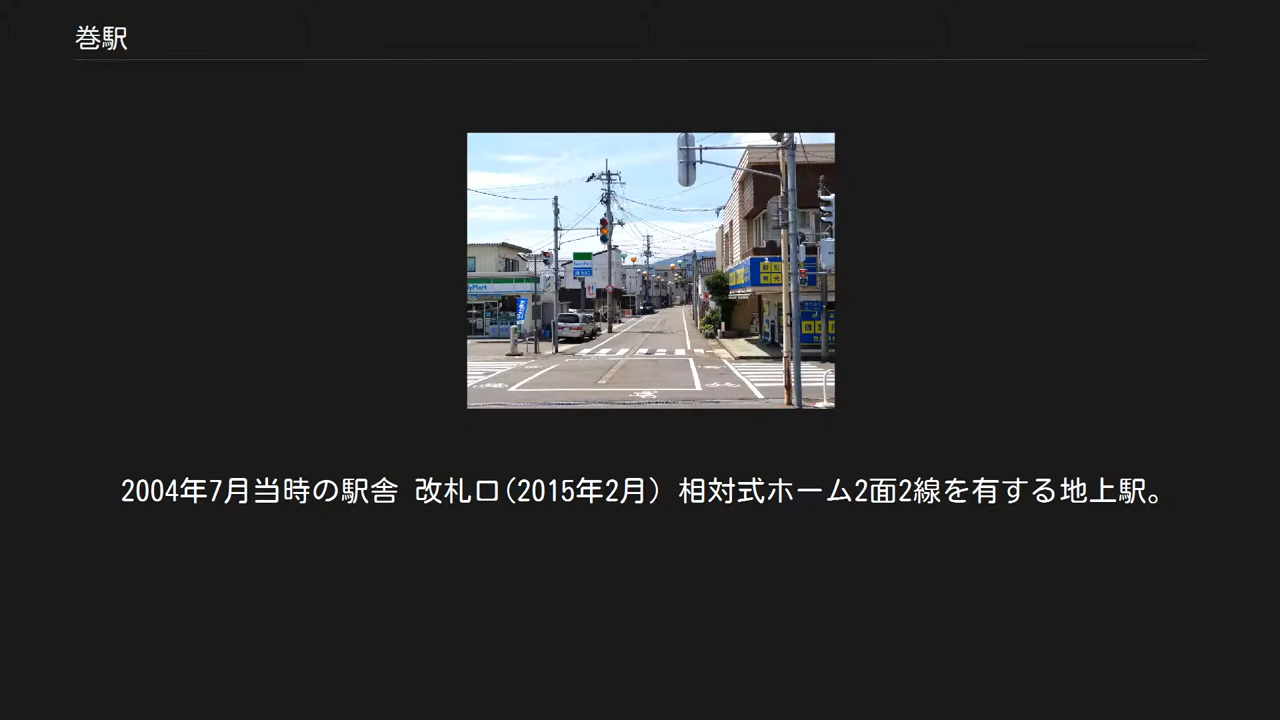 巻駅
2004年7月当時の駅舎 改札口(2015年2月) 相対式ホーム2面2線を有する地上駅。